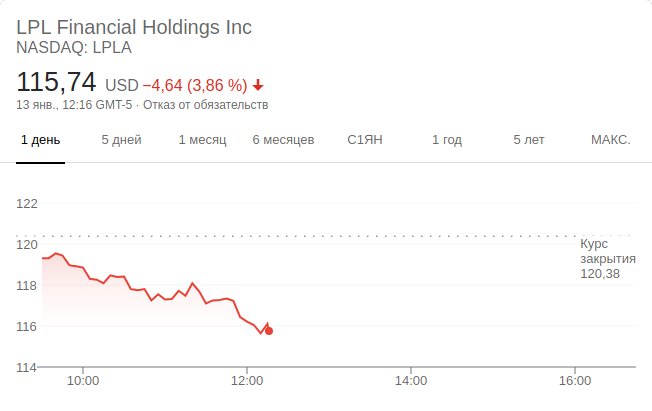 LPL Financial Holdings Inc
NASDAQ: LPLA
115,74 USD −4,64 (3,86 %)
13 янв., 12:16 GMT-5 · Отказ от обязательств
1 день 5 дней 1 месяц 6 месяцев С1ЯН 1 год 5 лет МАКС.
122
120
118
116
114
Курс
закрытия
120,38
10:00 12:00 14:00 16:00